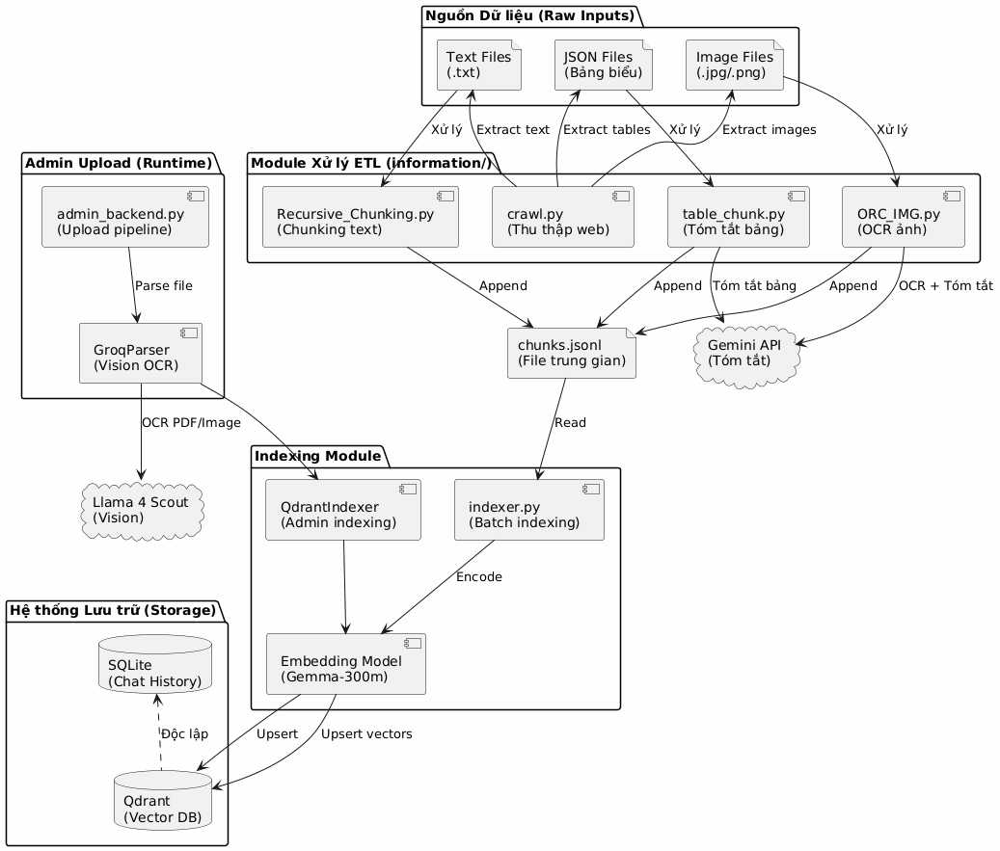 Nguồn Dữ liệu (Raw Inputs)
Text Files
(.txt)
JSON Files
(Bảng biểu)
Image Files
(.jpg/.png)
Xử lý
Extract text
Extract tables
Xử lý
Extract images
Xử lý
Admin Upload (Runtime)
admin_backend.py
(Upload pipeline)
Parse file
GroqParser
(Vision OCR)
Module Xử lý ETL (information/)
Recursive_Chunking.py
(Chunking text)
crawl.py
(Thu thập web)
table_chunk.py
(Tóm tắt bảng)
ORC_IMG.py
(OCR ảnh)
Append
Append
Tóm tắt bảng
Append
OCR + Tóm tắt
chunks.jsonl
(File trung gian)
Gemini API
(Tóm tắt)
OCR PDF/Image
Read
Llama 4 Scout
(Vision)
Indexing Module
QdrantIndexer
(Admin indexing)
indexer.py
(Batch indexing)
Encode
Embedding Model
(Gemma-300m)
Hệ thống Lưu trữ (Storage)
SQLite
(Chat History)
Độc lập
Upsert
Upsert vectors
Qdrant
(Vector DB)